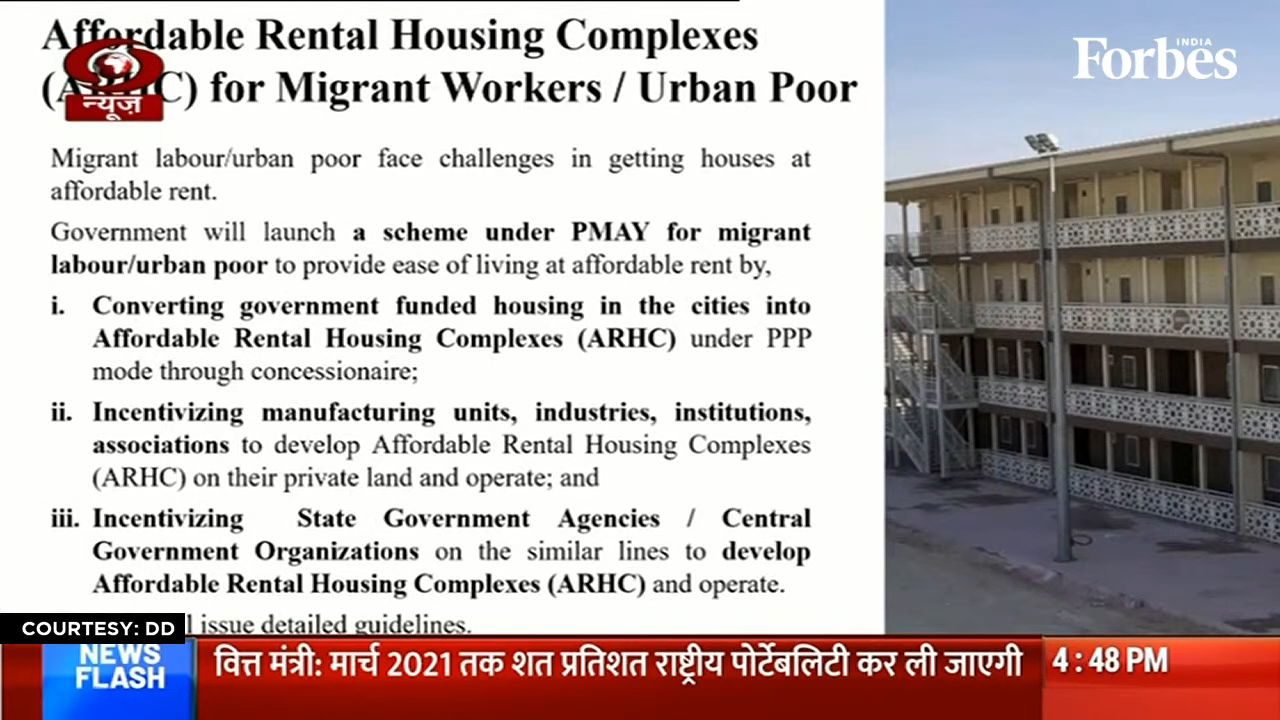 Affordable Rental Housing Complexes
(ARHC) for Migrant Workers / Urban Poor
न्यूज़
Forbes
INDIA
Migrant labour/urban poor face challenges in getting houses at
affordable rent.
Government will launch a scheme under PMAY for migrant
labour/urban poor to provide ease of living at affordable rent by,
i. Converting government funded housing in the cities into
Affordable Rental Housing Complexes (ARHC) under PPP
mode through concessionaire;
ii. Incentivizing manufacturing units, industries, institutions,
associations to develop Affordable Rental Housing Complexes
(ARHC) on their private land and operate; and
iii. Incentivizing State Government Agencies / Central
Government Organizations on the similar lines to develop
Affordable Rental Housing Complexes (ARHC) and operate.
issue detailed guidelines.
COURTESY: DD
NEWS
FLASH
वित्त मंत्री: मार्च 2021 तक शत प्रतिशत राष्ट्रीय पोर्टेबलिटी कर ली जाएगी
4:48 PM